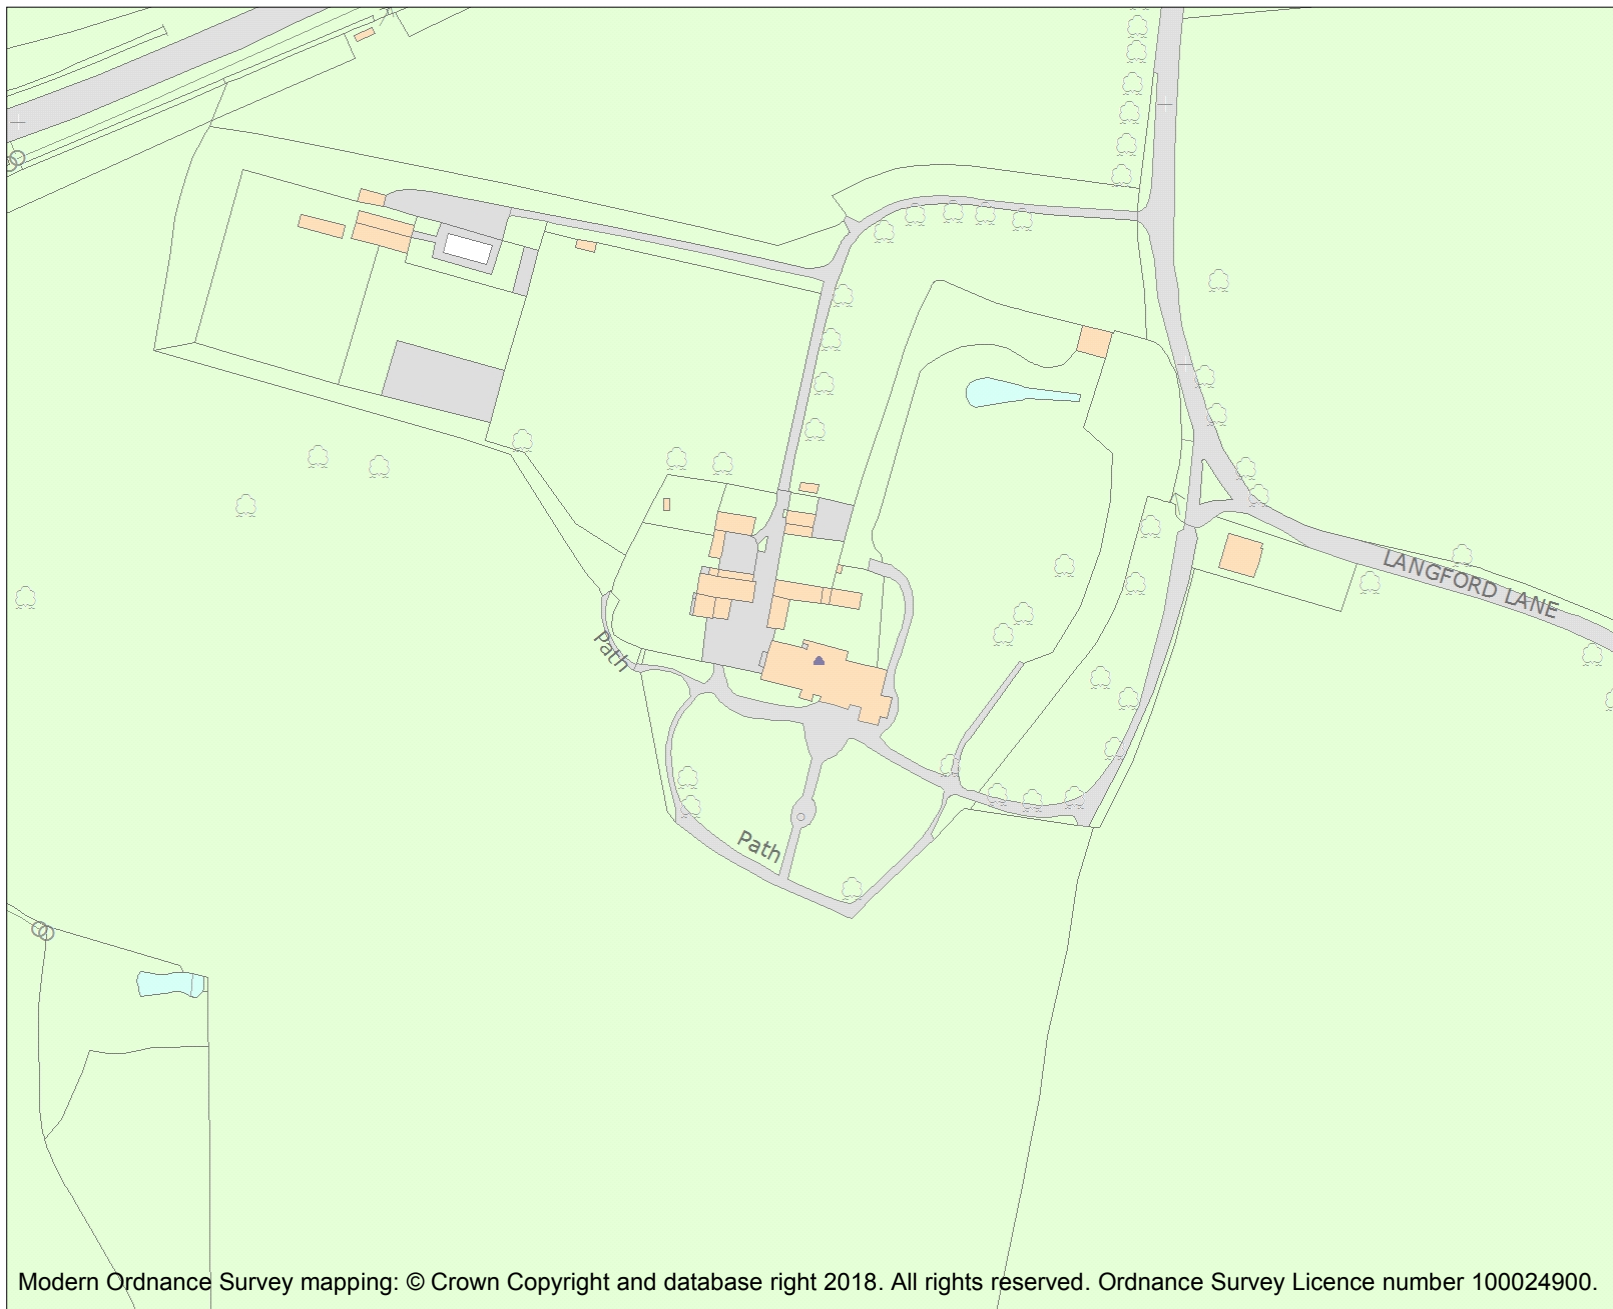 LANGFORD LANE
Path
Path
Modern Ordnance Survey mapping: © Crown Copyright and database right 2018. All rights reserved. Ordnance Survey Licence number 100024900.